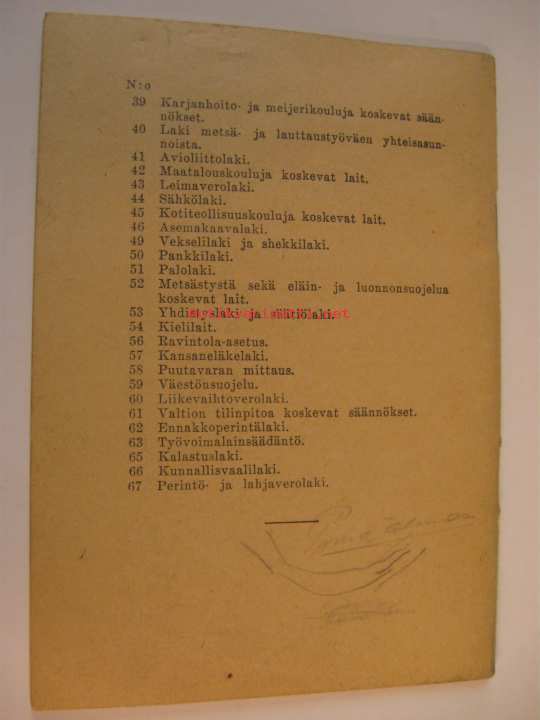 N:o
39 Karjanhoito- ja meijerikouluja koskevat sään-
nökset.
40 Laki metsä- ja lauttaustyöväen yhteisasun-
noista.
41 Avioliittolaki.
42 Maatalouskouluja koskevat lait.
43 Leimaverolaki.
44 Sähkölaki.
45 Kotiteollisuuskouluja koskevat lait.
46 Asemakaavalaki.
49 Vekselilaki ja shekkilaki.
50 Pankkilaki.
51 Palolaki.
52 Metsästystä sekä eläin- ja luonnonsuojelua
koskevat lait.
53 Yhdistyslaki ja säätiölaki.
54 Kielilait.
56 Ravintola-asetus.
57 Kansaneläkelaki.
58 Puutavaran mittaus.
59 Väestönsuojelu.
60 Liikevaihtoverolaki.
61 Valtion tilinpitoa koskevat säännökset.
62 Ennakkoperintälaki.
63 Työvoimalainsäädäntö.
65 Kalastuslaki.
66 Kunnallisvaalilaki.
67 Perintö- ja lahjaverolaki.